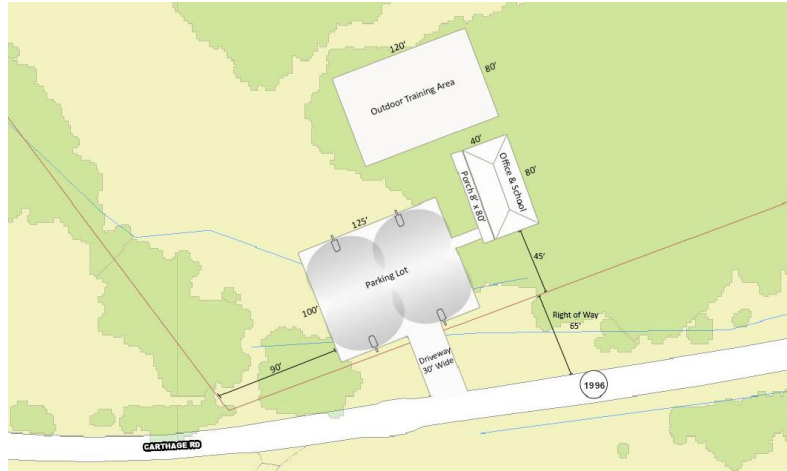 120'
80'
Outdoor Training Area
40'
Office & School
80'
Porch 8' x 80'
125'
Parking Lot
100'
45'
Right of Way
65'
90'
Driveway
30' Wide
1996
CARTHAGE RD